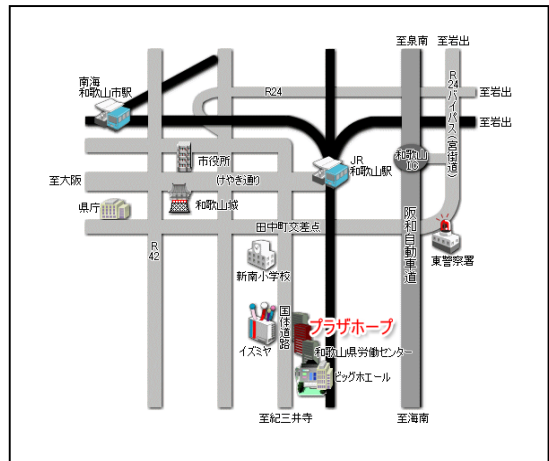 至泉南
至岩出
南海
和歌山市駅
R24
至岩出
R24バイパス(宮街道)
至岩出
市役所
JR
和歌山駅
和歌山
IC
至大阪
(けやき通り)
県庁
和歌山城
田中町交差点
R42
阪和自動車道
東警察署
新南小学校
国体道路
プラザホープ
イズミヤ
和歌山県労働センター
ビッグホエール
至紀三井寺
至海南